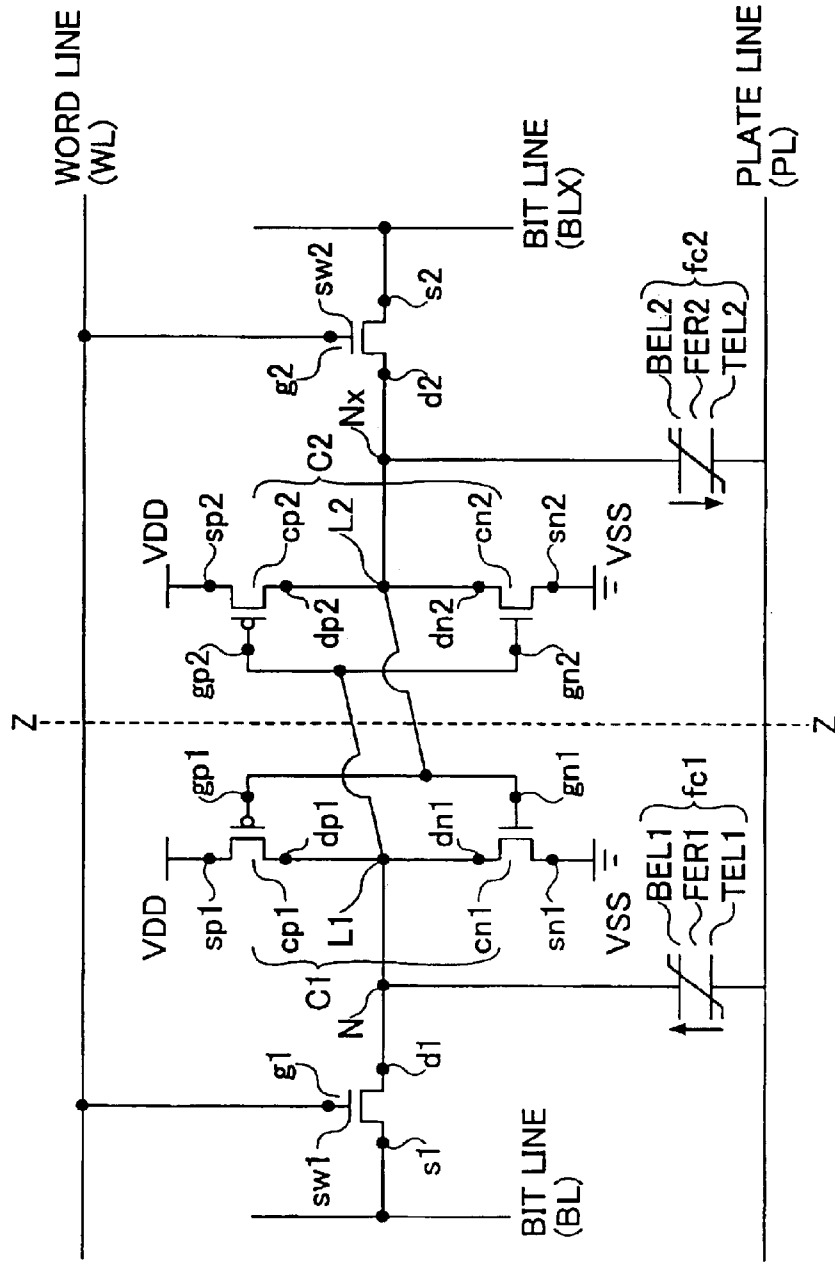 WORD LINE
(WL)
Z
VDD
sp1
gp1
cp1
dp1
C1
L1
N
g1
sw1
d1
s1
BIT LINE
(BL)
dn1
gn1
cn1
sn1
VSS
BEL1
FER1
TEL1
fc1
VDD
sp2
gp2
cp2
dp2
C2
L2
Nx
g2
sw2
d2
s2
BIT LINE
(BLX)
dn2
gn2
cn2
sn2
VSS
BEL2
FER2
TEL2
fc2
Z
PLATE LINE
(PL)